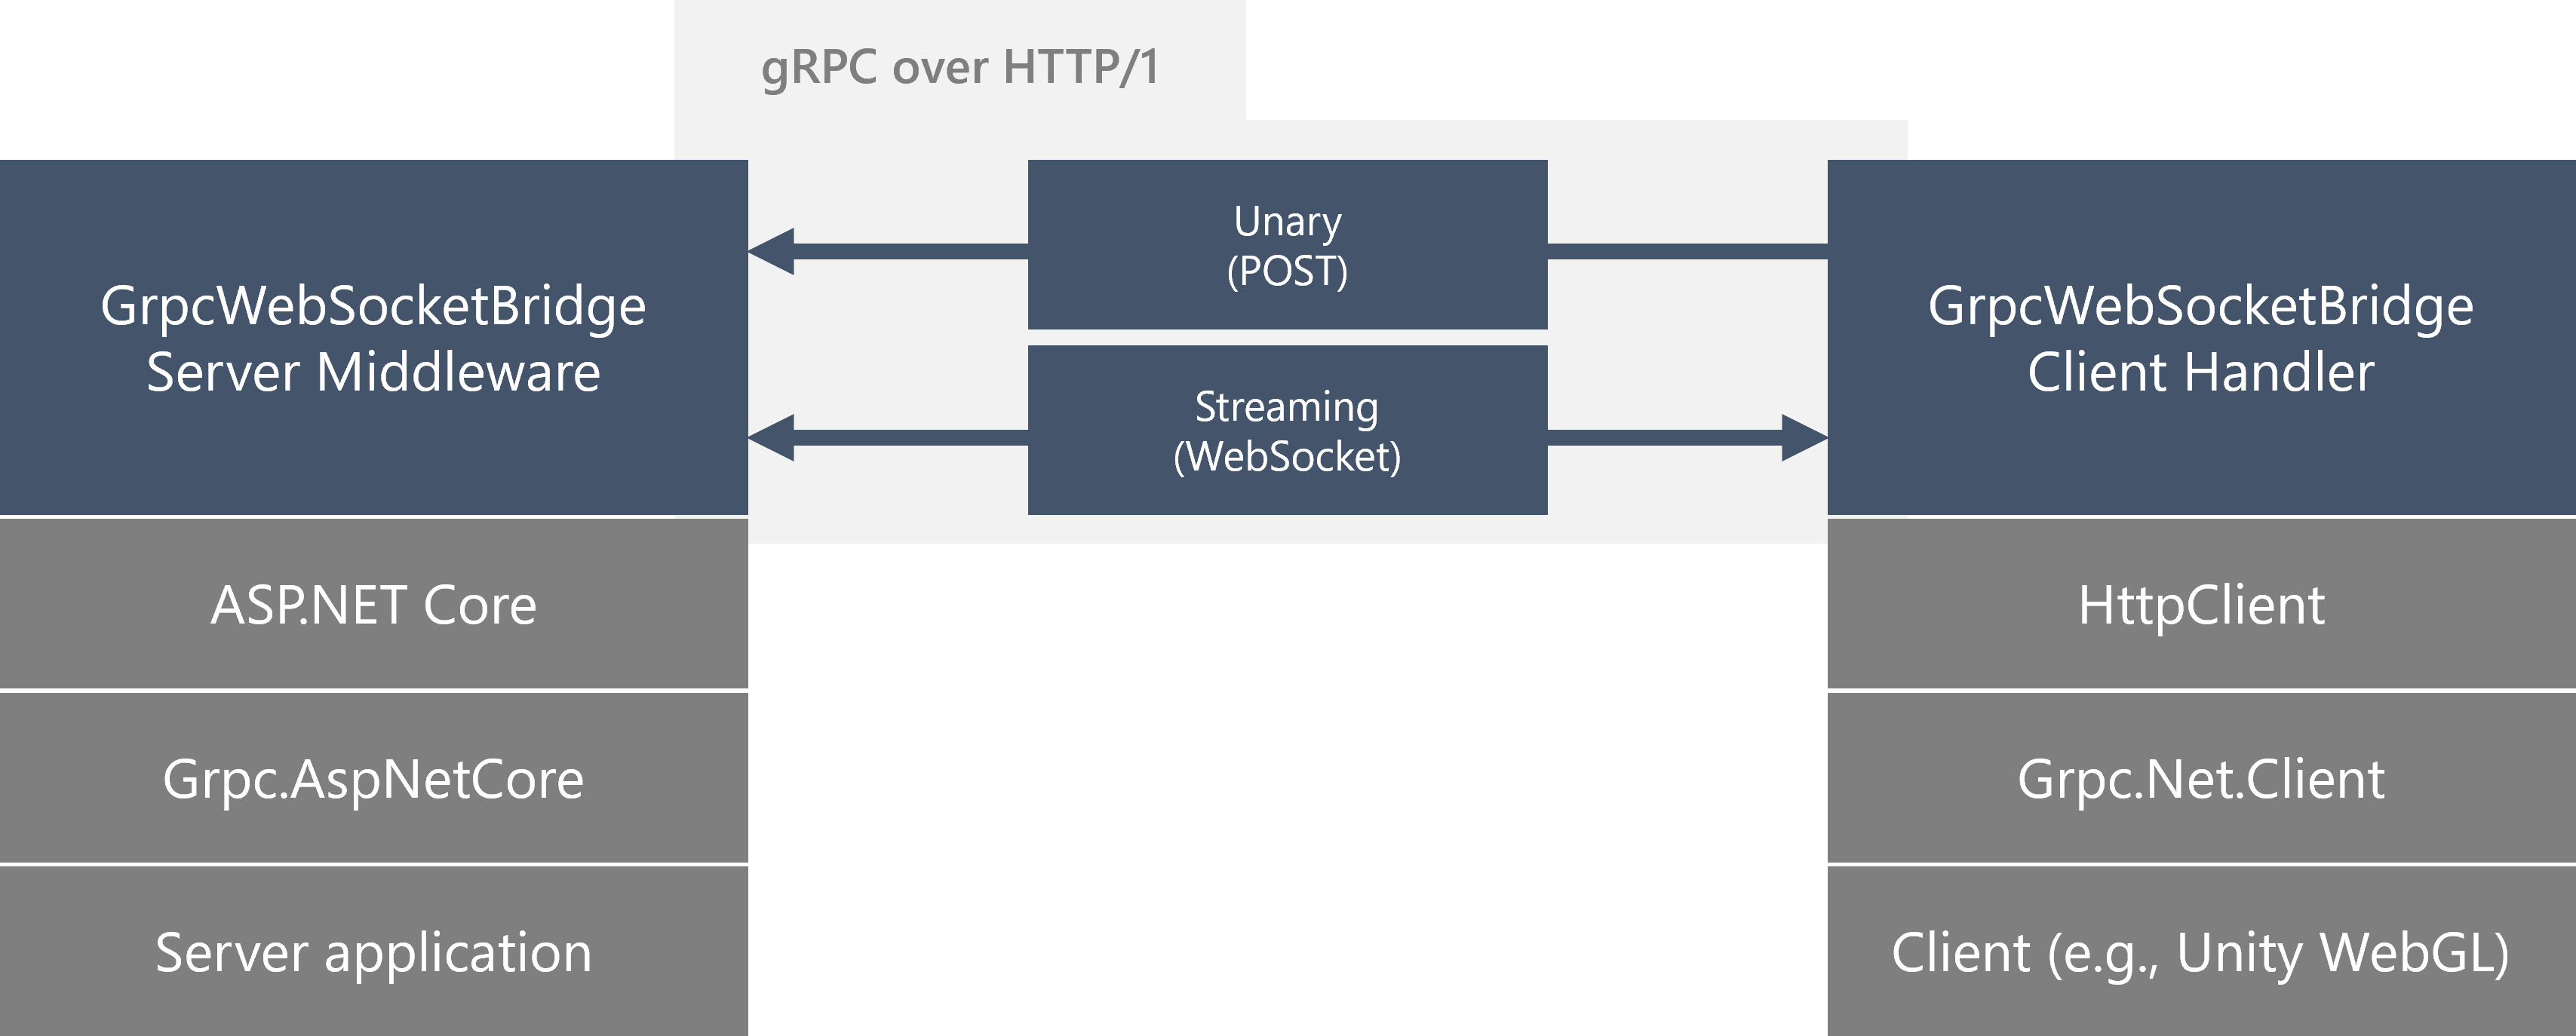 gRPC over HTTP/1
GrpcWebSocketBridge
Server Middleware
Unary
(POST)
Streaming
(WebSocket)
GrpcWebSocketBridge
Client Handler
ASP.NET Core
HttpClient
Grpc.AspNetCore
Grpc.Net.Client
Server application
Client (e.g., Unity WebGL)